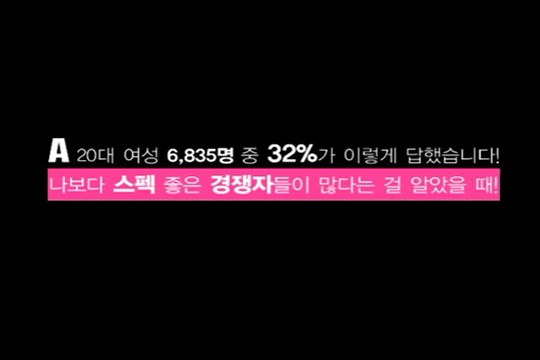 A 20대 여성 6,835명 중 32%가 이렇게 답했습니다!
나보다 스펙 좋은 경쟁자들이 많다는 걸 알았을 때!